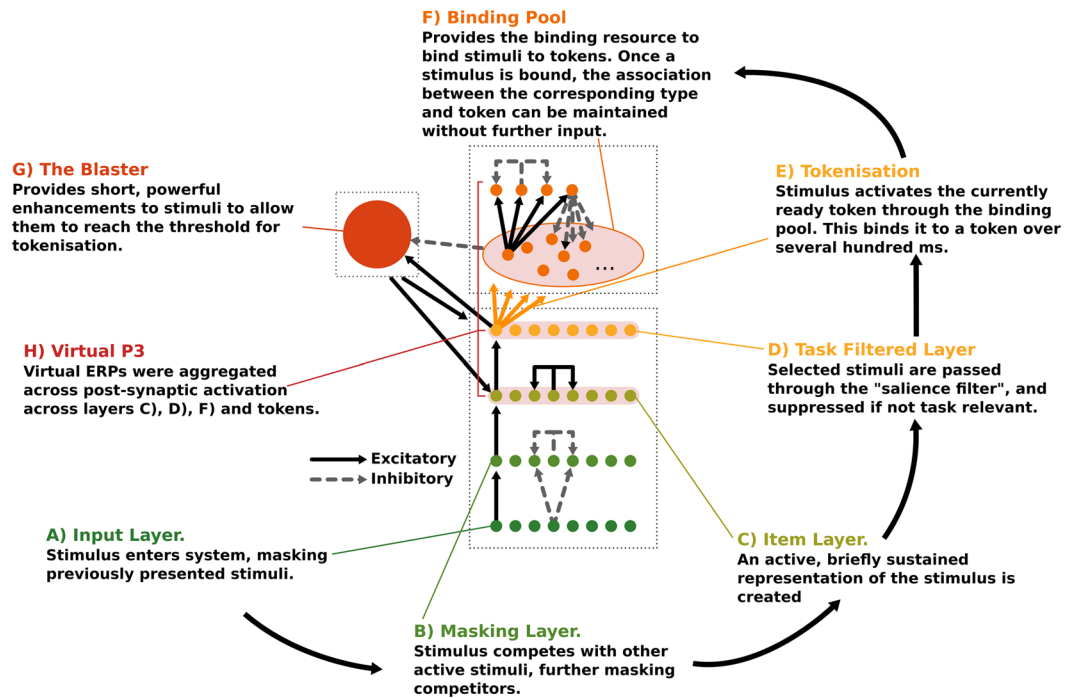 F) Binding Pool
Provides the binding resource to
bind stimuli to tokens. Once a
stimulus is bound, the association
between the corresponding type
and token can be maintained
without further input.
G) The Blaster
Provides short, powerful
enhancements to stimuli to allow
them to reach the threshold for
tokenisation.
E) Tokenisation
Stimulus activates the currently
ready token through the binding
pool. This binds it to a token over
several hundred ms.
...
H) Virtual P3
Virtual ERPs were aggregated
across post-synaptic activation
across layers C), D), F) and tokens.
D) Task Filtered Layer
Selected stimuli are passed
through the "salience filter", and
suppressed if not task relevant.
Excitatory
Inhibitory
A) Input Layer.
Stimulus enters system, masking
previously presented stimuli.
C) Item Layer.
An active, briefly sustained
representation of the stimulus is
created
B) Masking Layer.
Stimulus competes with other
active stimuli, further masking
competitors.